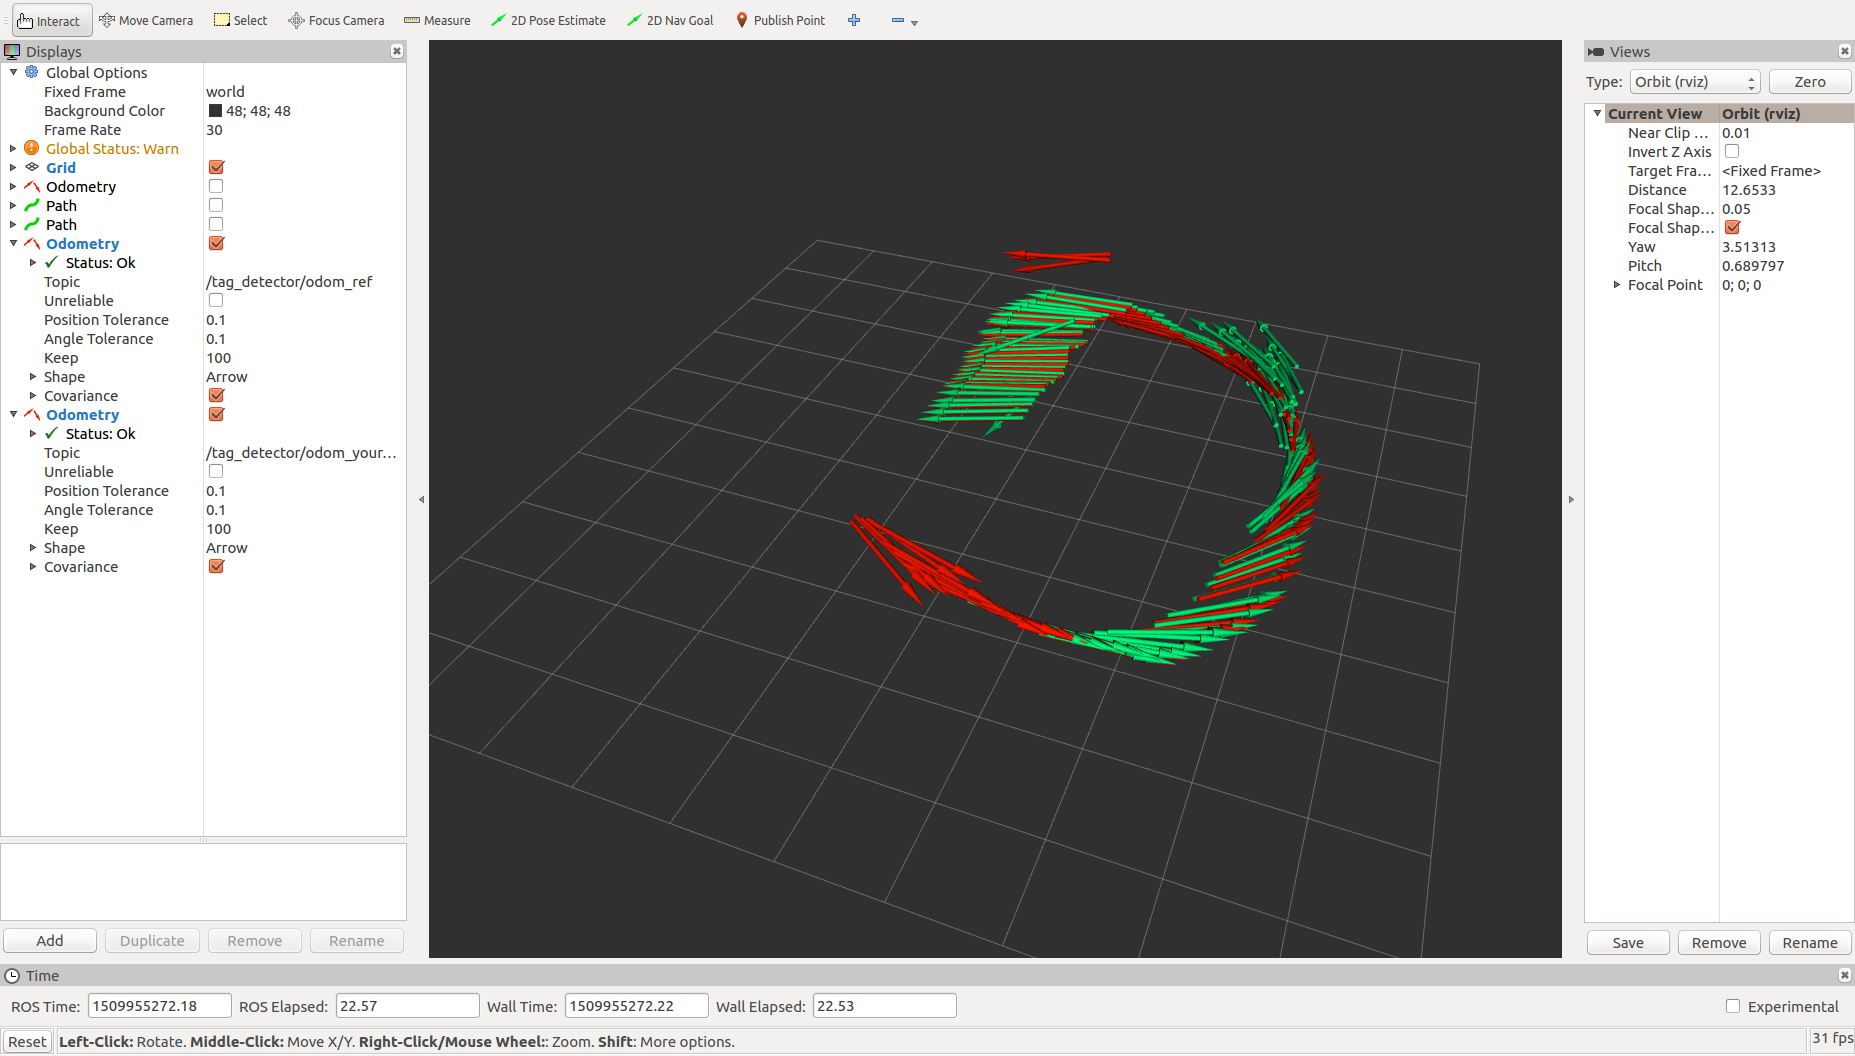 Interact Move Camera Select Focus Camera Measure 2D Pose Estimate 2D Nav Goal Publish Point
Displays
Global Options
Fixed Frame world
Background Color 48; 48; 48
Frame Rate 30
Global Status: Warn
Grid
Odometry
Path
Path
Odometry
Status: Ok
Topic /tag_detector/odom_ref
Unreliable
Position Tolerance 0.1
Angle Tolerance 0.1
Keep 100
Shape Arrow
Covariance
Odometry
Status: Ok
Topic /tag_detector/odom_your...
Unreliable
Position Tolerance 0.1
Angle Tolerance 0.1
Keep 100
Shape Arrow
Covariance
Add Duplicate Remove Rename
Views
Type: Orbit (rviz) Zero
Current View Orbit (rviz)
Near Clip ... 0.01
Invert Z Axis
Target Fra... <Fixed Frame>
Distance 12.6533
Focal Shap... 0.05
Focal Shap...
Yaw 3.51313
Pitch 0.689797
Focal Point 0; 0; 0
Save Remove Rename
Time
ROS Time: 1509955272.18 ROS Elapsed: 22.57 Wall Time: 1509955272.22 Wall Elapsed: 22.53 Experimental
Reset Left-Click: Rotate. Middle-Click: Move X/Y. Right-Click/Mouse Wheel:: Zoom. Shift: More options. 31 fps